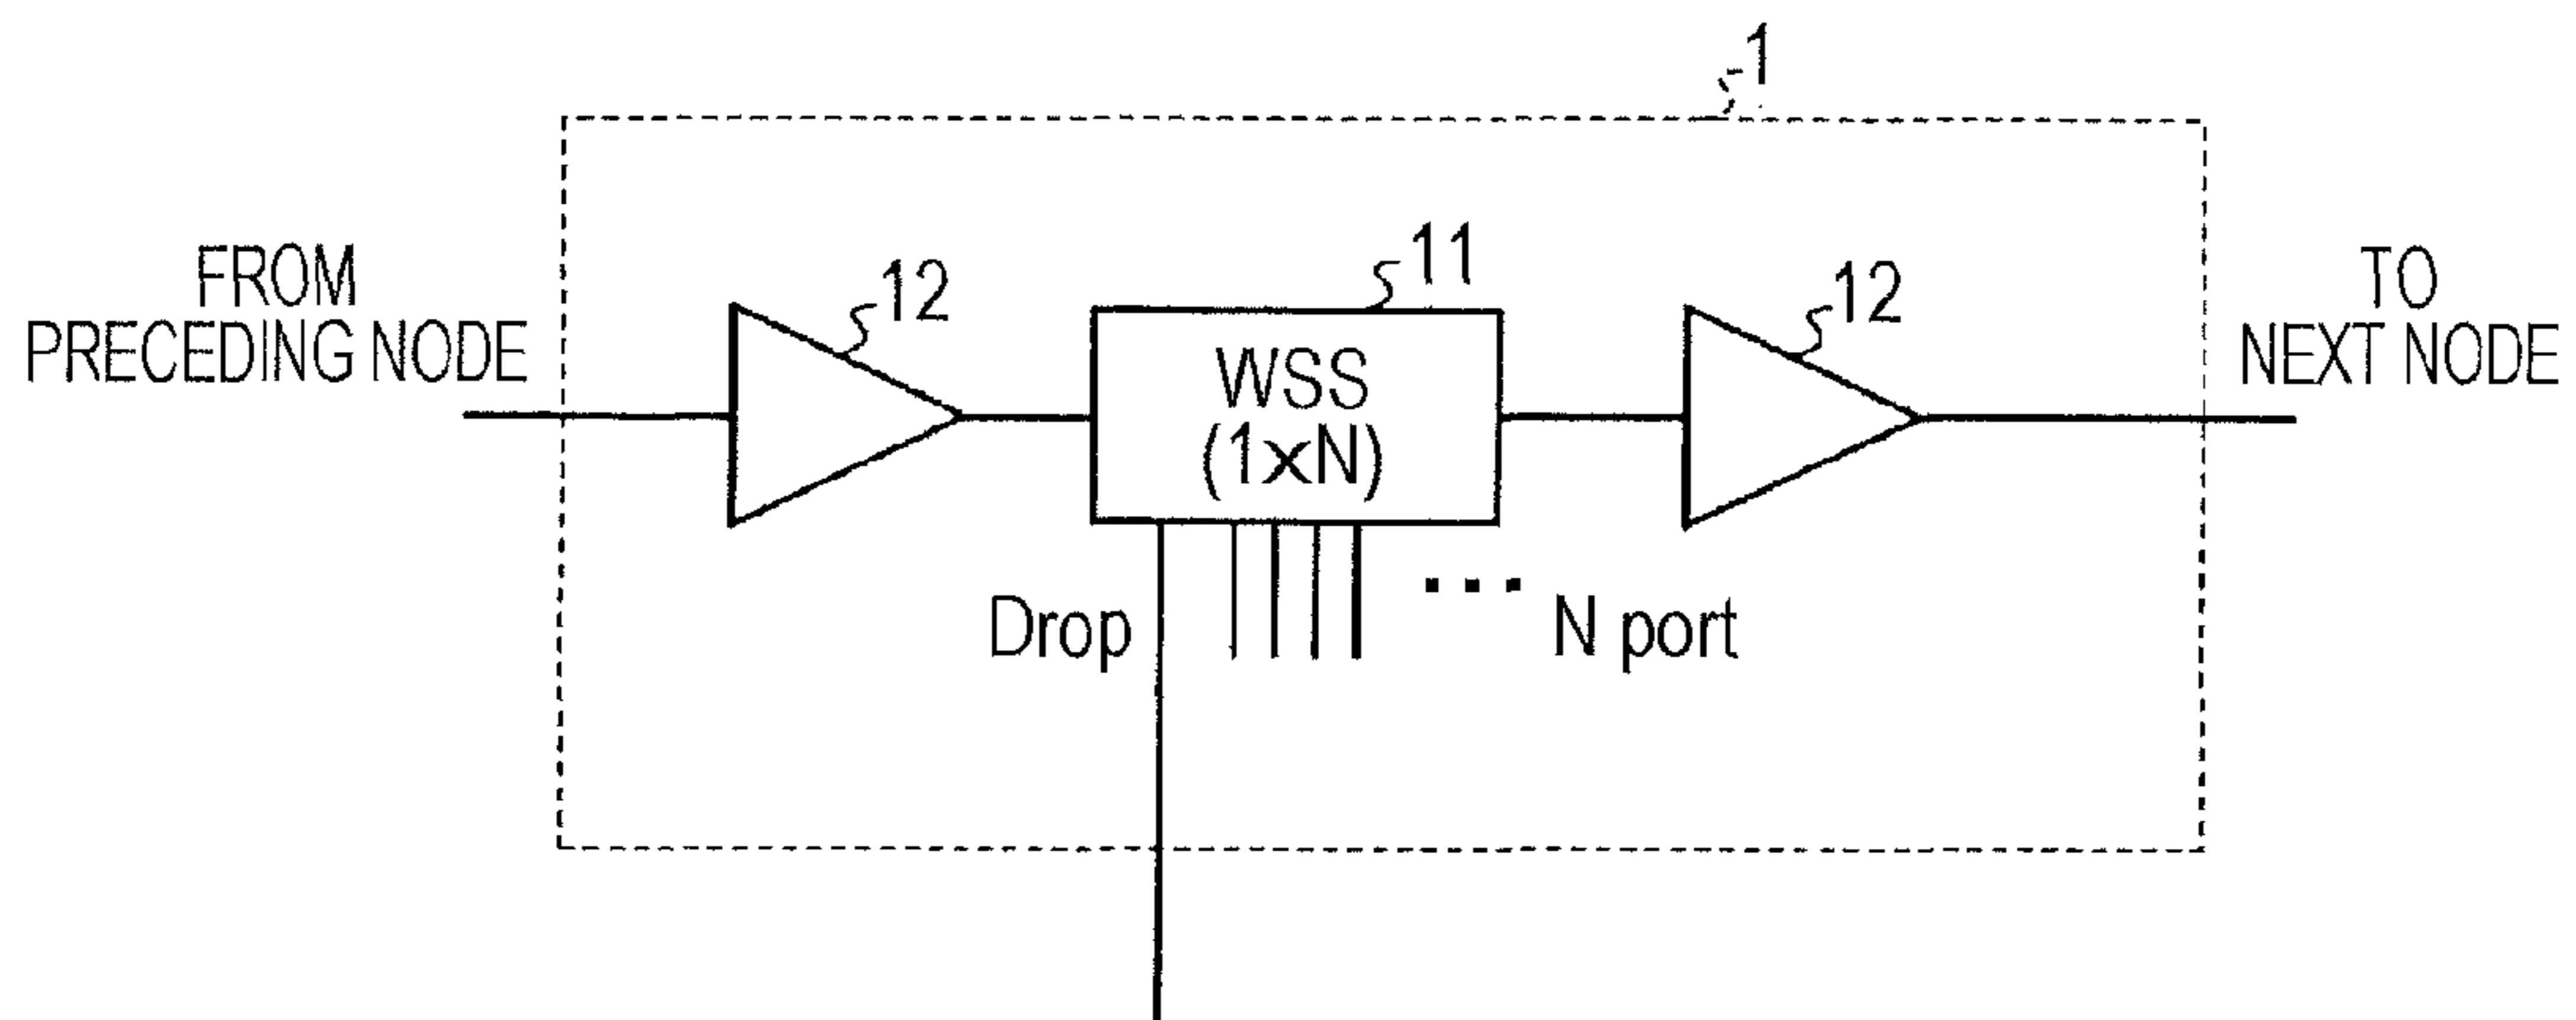 1
FROM
PRECEDING NODE
12
11
12
TO
NEXT NODE
WSS
(1xN)
Drop
... N port